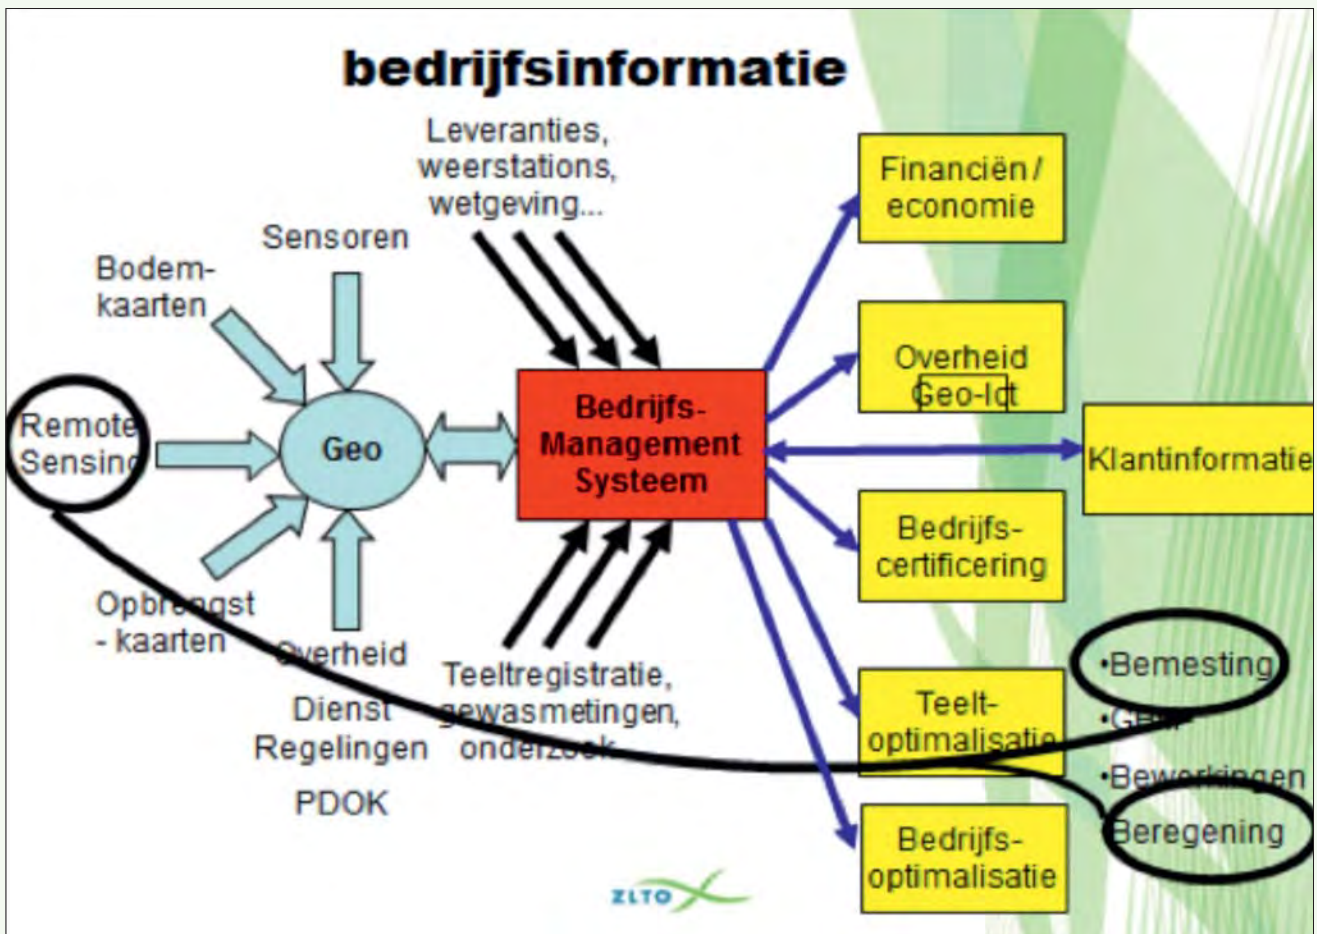 bedrijfsinformatie
Leveranties,
weerstations,
wetgeving...
Sensoren
Bodem-
kaarten
Remote
Sensing
Opbrengst
- kaarten
Overheid
Dienst
Regelingen
PDOK
Geo
Bedrijfs-
Management
Systeem
Teeltregistratie,
gewasmetingen,
onderzoek
Financiën /
economie
Overheid
Geo-Ict
Klantinformatie
Bedrijfs-
certificering
Teelt-
optimalisatie
Bedrijfs-
optimalisatie
•Bemesting
•Bewerkingen
Beregening
ZLTO